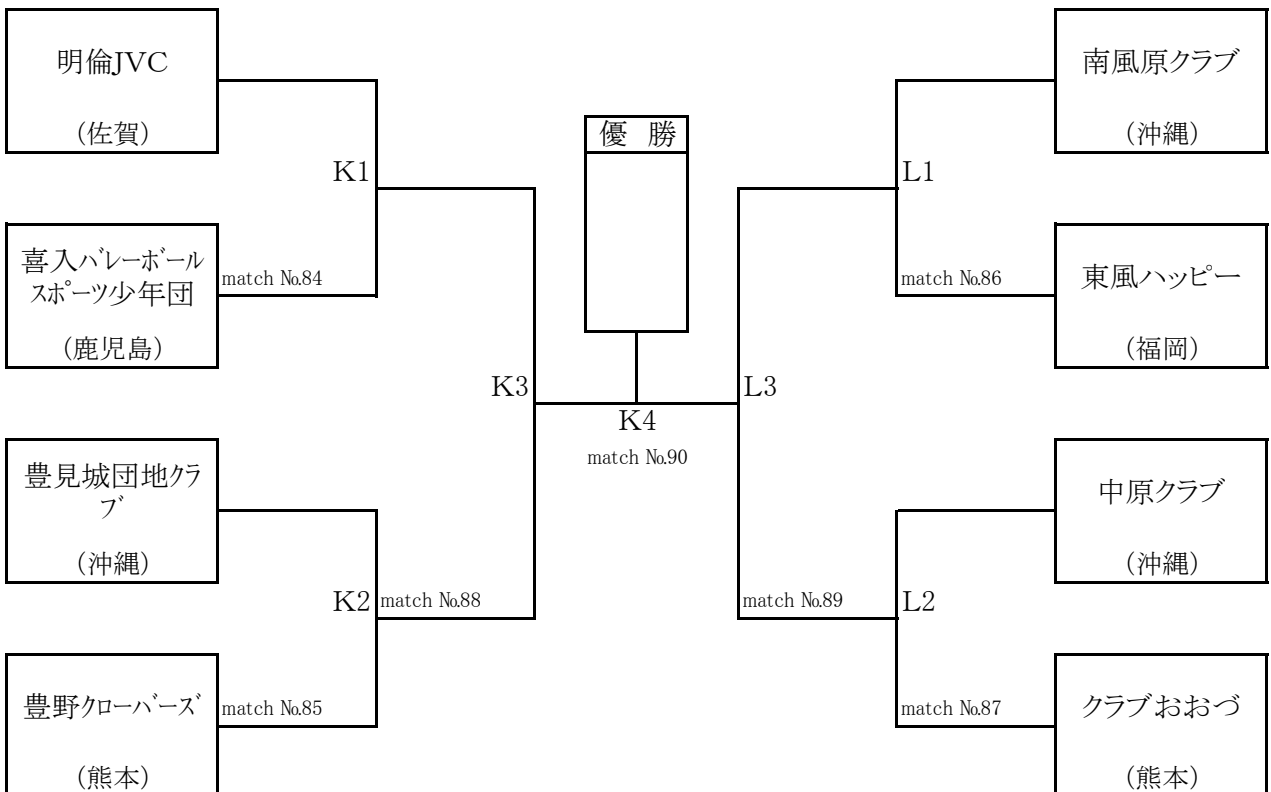 明倫JVC
(佐賀)
K1
喜入バレーボール
スポーツ少年団
(鹿児島)
match №84
K3
豊見城団地クラ
ブ
(沖縄)
K2
match №88
豊野クローバーズ
(熊本)
match №85
優 勝
K4
match №90
南風原クラブ
(沖縄)
L1
match №86
東風ハッピー
(福岡)
L3
中原クラブ
(沖縄)
match №89
L2
match №87
クラブおおづ
(熊本)